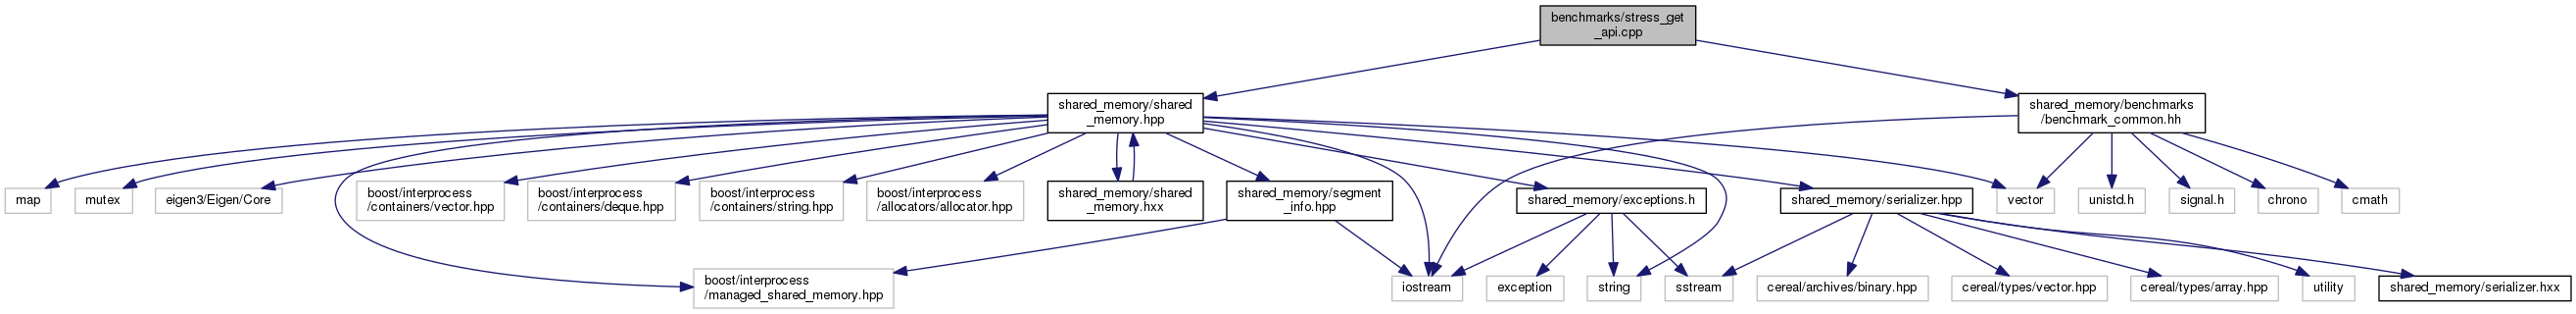 benchmarks/stress_get
_api.cpp
shared_memory/shared
_memory.hpp
shared_memory/benchmarks
/benchmark_common.hh
map
mutex
eigen3/Eigen/Core
boost/interprocess
/containers/vector.hpp
boost/interprocess
/containers/deque.hpp
boost/interprocess
/containers/string.hpp
boost/interprocess
/allocators/allocator.hpp
shared_memory/shared
_memory.hxx
shared_memory/segment
_info.hpp
shared_memory/exceptions.h
shared_memory/serializer.hpp
vector
unistd.h
signal.h
chrono
cmath
boost/interprocess
/managed_shared_memory.hpp
iostream
exception
string
sstream
cereal/archives/binary.hpp
cereal/types/vector.hpp
cereal/types/array.hpp
utility
shared_memory/serializer.hxx